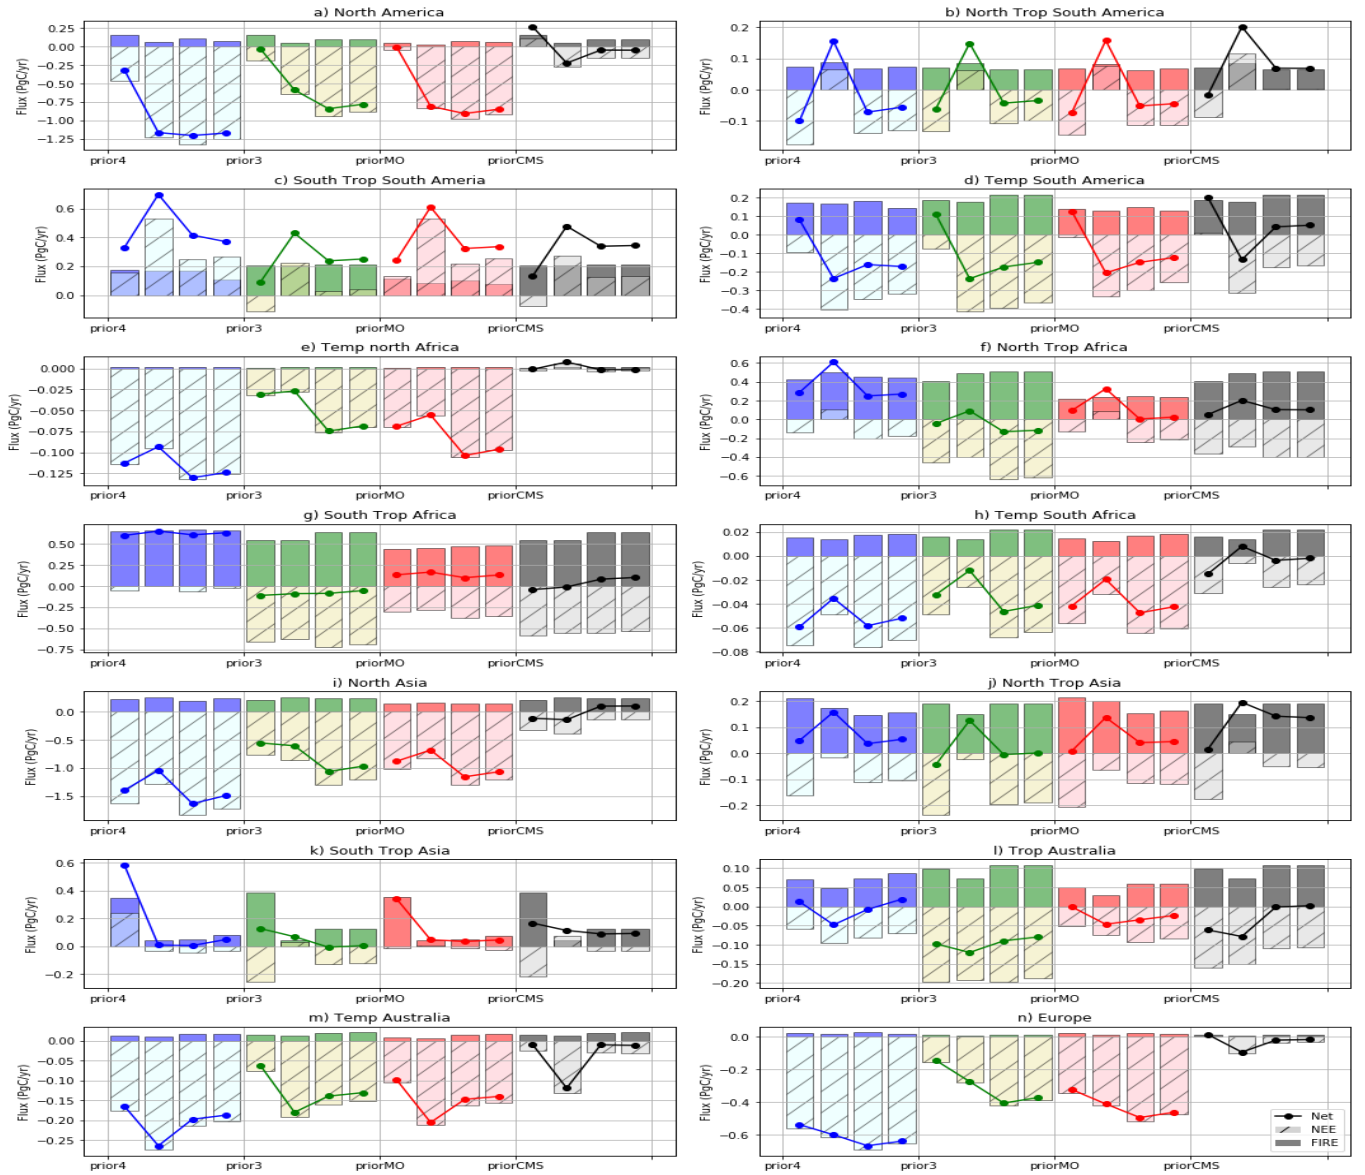 a) North America
0.25
0.00
−0.25
−0.50
−0.75
−1.00
−1.25
Flux (PgC/yr)
prior4 prior3 priorMO priorCMS
b) North Trop South America
0.2
0.1
0.0
−0.1
Flux (PgC/yr)
prior4 prior3 priorMO priorCMS
c) South Trop South Ameria
0.6
0.4
0.2
0.0
Flux (PgC/yr)
prior4 prior3 priorMO priorCMS
d) Temp South America
0.2
0.1
0.0
−0.1
−0.2
−0.3
−0.4
Flux (PgC/yr)
prior4 prior3 priorMO priorCMS
e) Temp north Africa
0.000
−0.025
−0.050
−0.075
−0.100
−0.125
Flux (PgC/yr)
prior4 prior3 priorMO priorCMS
f) North Trop Africa
0.6
0.4
0.2
0.0
−0.2
−0.4
−0.6
Flux (PgC/yr)
prior4 prior3 priorMO priorCMS
g) South Trop Africa
0.50
0.25
0.00
−0.25
−0.50
−0.75
Flux (PgC/yr)
prior4 prior3 priorMO priorCMS
h) Temp South Africa
0.02
0.00
−0.02
−0.04
−0.06
−0.08
Flux (PgC/yr)
prior4 prior3 priorMO priorCMS
i) North Asia
0.0
−0.5
−1.0
−1.5
Flux (PgC/yr)
prior4 prior3 priorMO priorCMS
j) North Trop Asia
0.2
0.1
0.0
−0.1
−0.2
Flux (PgC/yr)
prior4 prior3 priorMO priorCMS
k) South Trop Asia
0.6
0.4
0.2
0.0
−0.2
Flux (PgC/yr)
prior4 prior3 priorMO priorCMS
l) Trop Australia
0.10
0.05
0.00
−0.05
−0.10
−0.15
−0.20
Flux (PgC/yr)
prior4 prior3 priorMO priorCMS
m) Temp Australia
0.00
−0.05
−0.10
−0.15
−0.20
−0.25
Flux (PgC/yr)
prior4 prior3 priorMO priorCMS
n) Europe
0.0
−0.2
−0.4
−0.6
Flux (PgC/yr)
prior4 prior3 priorMO priorCMS
Net
NEE
FIRE